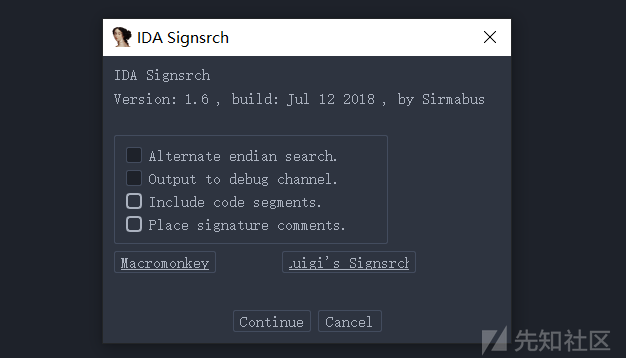 IDA Signsrch
IDA Signsrch
Version: 1.6 , build: Jul 12 2018 , by Sirmabus
Alternate endian search.
Output to debug channel.
Include code segments.
Place signature comments.
Macromonkey
uigi's Signsrch
Continue
Cancel
先知社区